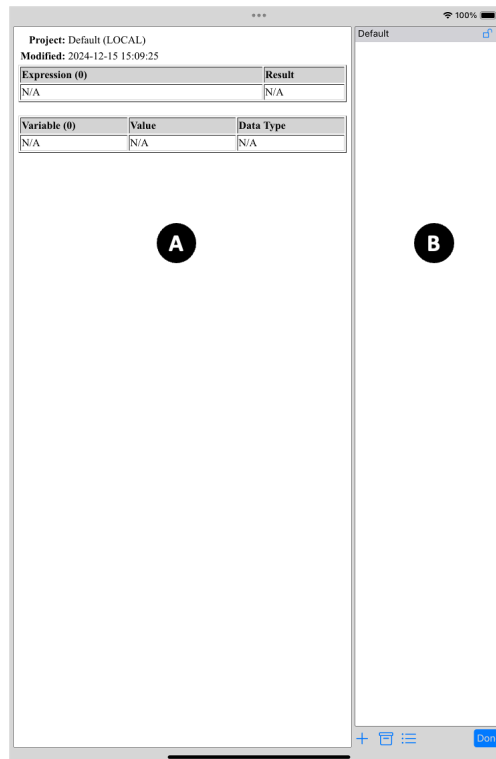 100%
Project: Default (LOCAL)
Modified: 2024-12-15 15:09:25
Expression (0) Result
N/A N/A
Variable (0) Value Data Type
N/A N/A N/A
A
Default
B
Don